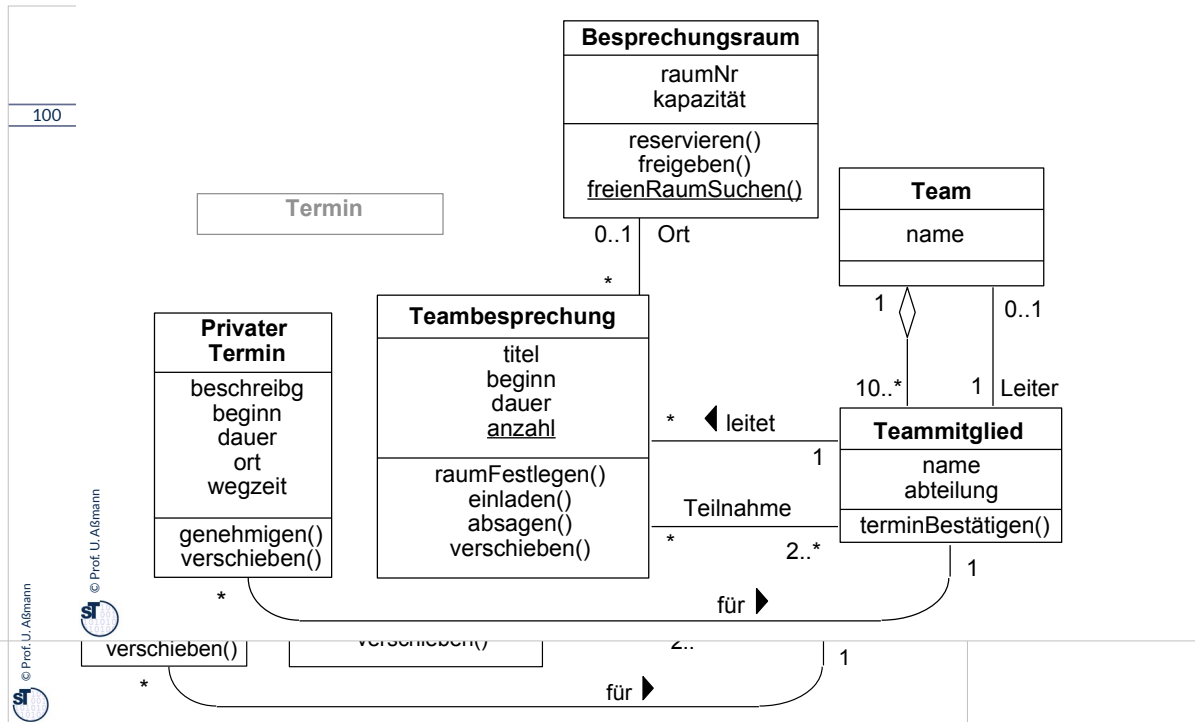 Besprechungsraum
raumNr
kapazität
reservieren()
freigeben()
freienRaumSuchen()
100
Termin
Team
name
0..1 Ort
*
1
0..1
Privater
Termin
beschreibg
beginn
dauer
ort
wegzeit
genehmigen()
verschieben()
Teambesprechung
titel
beginn
dauer
anzahl
raumFestlegen()
einladen()
absagen()
verschieben()
10..*
1 Leiter
* leitet
1
Teilnahme
*
2..*
Teammitglied
name
abteilung
terminBestätigen()
1
*
für
© Prof. U. Aßmann
ST
© Prof. U. Aßmann
ST
verschieben()
verschieben()
2..
1
*
für